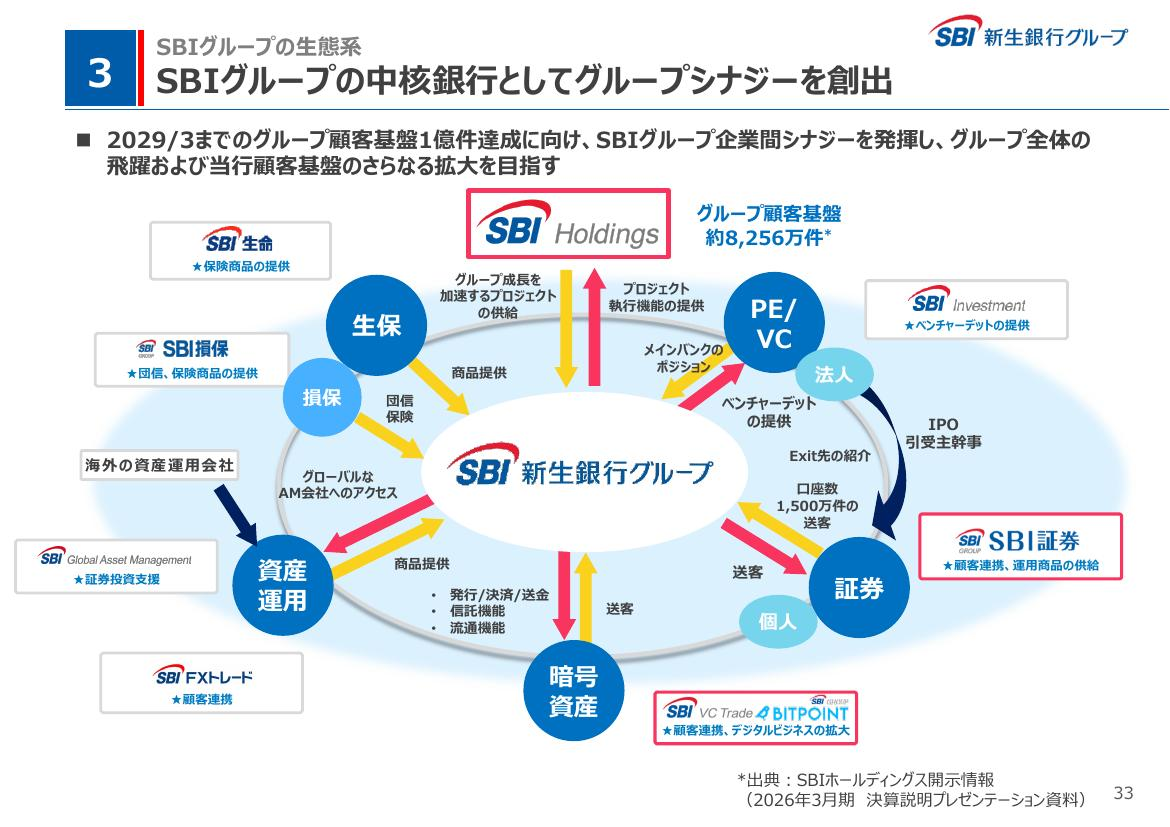 3
SBIグループの生態系
SBIグループの中核銀行としてグループシナジーを創出
SBI 新生銀行グループ
■ 2029/3までのグループ顧客基盤1億件達成に向け、SBIグループ企業間シナジーを発揮し、グループ全体の
飛躍および当行顧客基盤のさらなる拡大を目指す
SBI Holdings
グループ顧客基盤
約8,256万件*
SBI 生命
★保険商品の提供
グループ成長を
加速するプロジェクト
の供給
プロジェクト
執行機能の提供
生保
PE/
VC
SBI Investment
★ベンチャーデットの提供
SBI GROUP SBI損保
★団信、保険商品の提供
損保
商品提供
団信
保険
メインバンクの
ポジション
法人
ベンチャーデット
の提供
IPO
引受主幹事
海外の資産運用会社
グローバルな
AM会社へのアクセス
SBI 新生銀行グループ
Exit先の紹介
口座数
1,500万件の
送客
SBI Global Asset Management
★証券投資支援
資産
運用
商品提供
送客
証券
SBI GROUP SBI証券
★顧客連携、運用商品の供給
• 発行/決済/送金
• 信託機能
• 流通機能
送客
個人
SBI FXトレード
★顧客連携
暗号
資産
SBI VC Trade SBI GROUP BITPOINT
★顧客連携、デジタルビジネスの拡大
*出典：SBIホールディングス開示情報
（2026年3月期 決算説明プレゼンテーション資料）
33